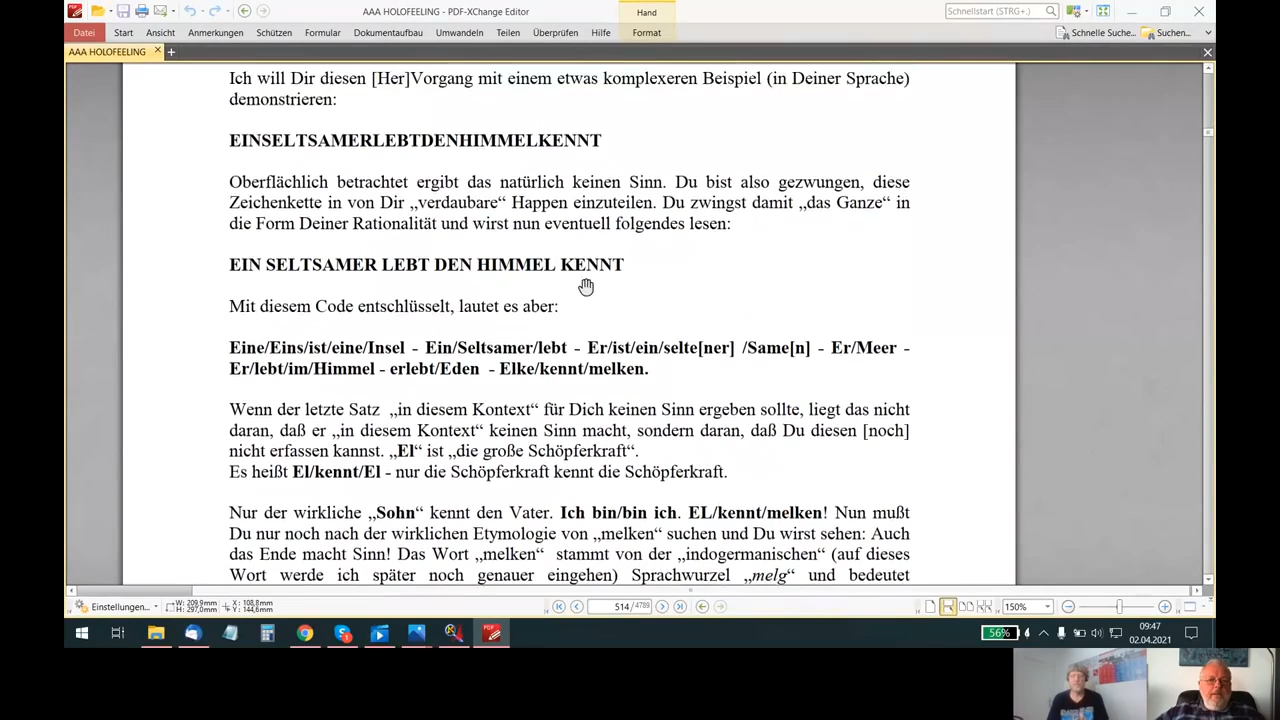 AAA HOLOFEELING - PDF-XChange Editor
Hand
Schnellstart (STRG+.)
Datei Start Ansicht Anmerkungen Schützen Formular Dokumentaufbau Umwandeln Teilen Überprüfen Hilfe Format Schnelle Suche... Suchen...
AAA HOLOFEELING
Ich will Dir diesen [Her]Vorgang mit einem etwas komplexeren Beispiel (in Deiner Sprache)
demonstrieren:
EINSELTSAMERLEBTDENHIMMELKENNT
Oberflächlich betrachtet ergibt das natürlich keinen Sinn. Du bist also gezwungen, diese
Zeichenkette in von Dir „verdaubare“ Happen einzuteilen. Du zwingst damit „das Ganze“ in
die Form Deiner Rationalität und wirst nun eventuell folgendes lesen:
EIN SELTSAMER LEBT DEN HIMMEL KENNT
Mit diesem Code entschlüsselt, lautet es aber:
Eine/Eins/ist/eine/Insel - Ein/Seltsamer/lebt - Er/ist/ein/selte[ner] /Same[n] - Er/Meer -
Er/lebt/im/Himmel - erlebt/Eden - Elke/kennt/melken.
Wenn der letzte Satz „in diesem Kontext“ für Dich keinen Sinn ergeben sollte, liegt das nicht
daran, daß er „in diesem Kontext“ keinen Sinn macht, sondern daran, daß Du diesen [noch]
nicht erfassen kannst. „El“ ist „die große Schöpferkraft“.
Es heißt El/kennt/El - nur die Schöpferkraft kennt die Schöpferkraft.
Nur der wirkliche „Sohn“ kennt den Vater. Ich bin/bin ich. EL/kennt/melken! Nun mußt
Du nur noch nach der wirklichen Etymologie von „melken“ suchen und Du wirst sehen: Auch
das Ende macht Sinn! Das Wort „melken“ stammt von der „indogermanischen“ (auf dieses
Wort werde ich später noch genauer eingehen) Sprachwurzel „melg“ und bedeutet
Einstellungen... W: 209,9mm X: 108,8mm 514 / 4789 150%
H: 297,0mm Y: 144,6mm
56% 09:47
02.04.2021